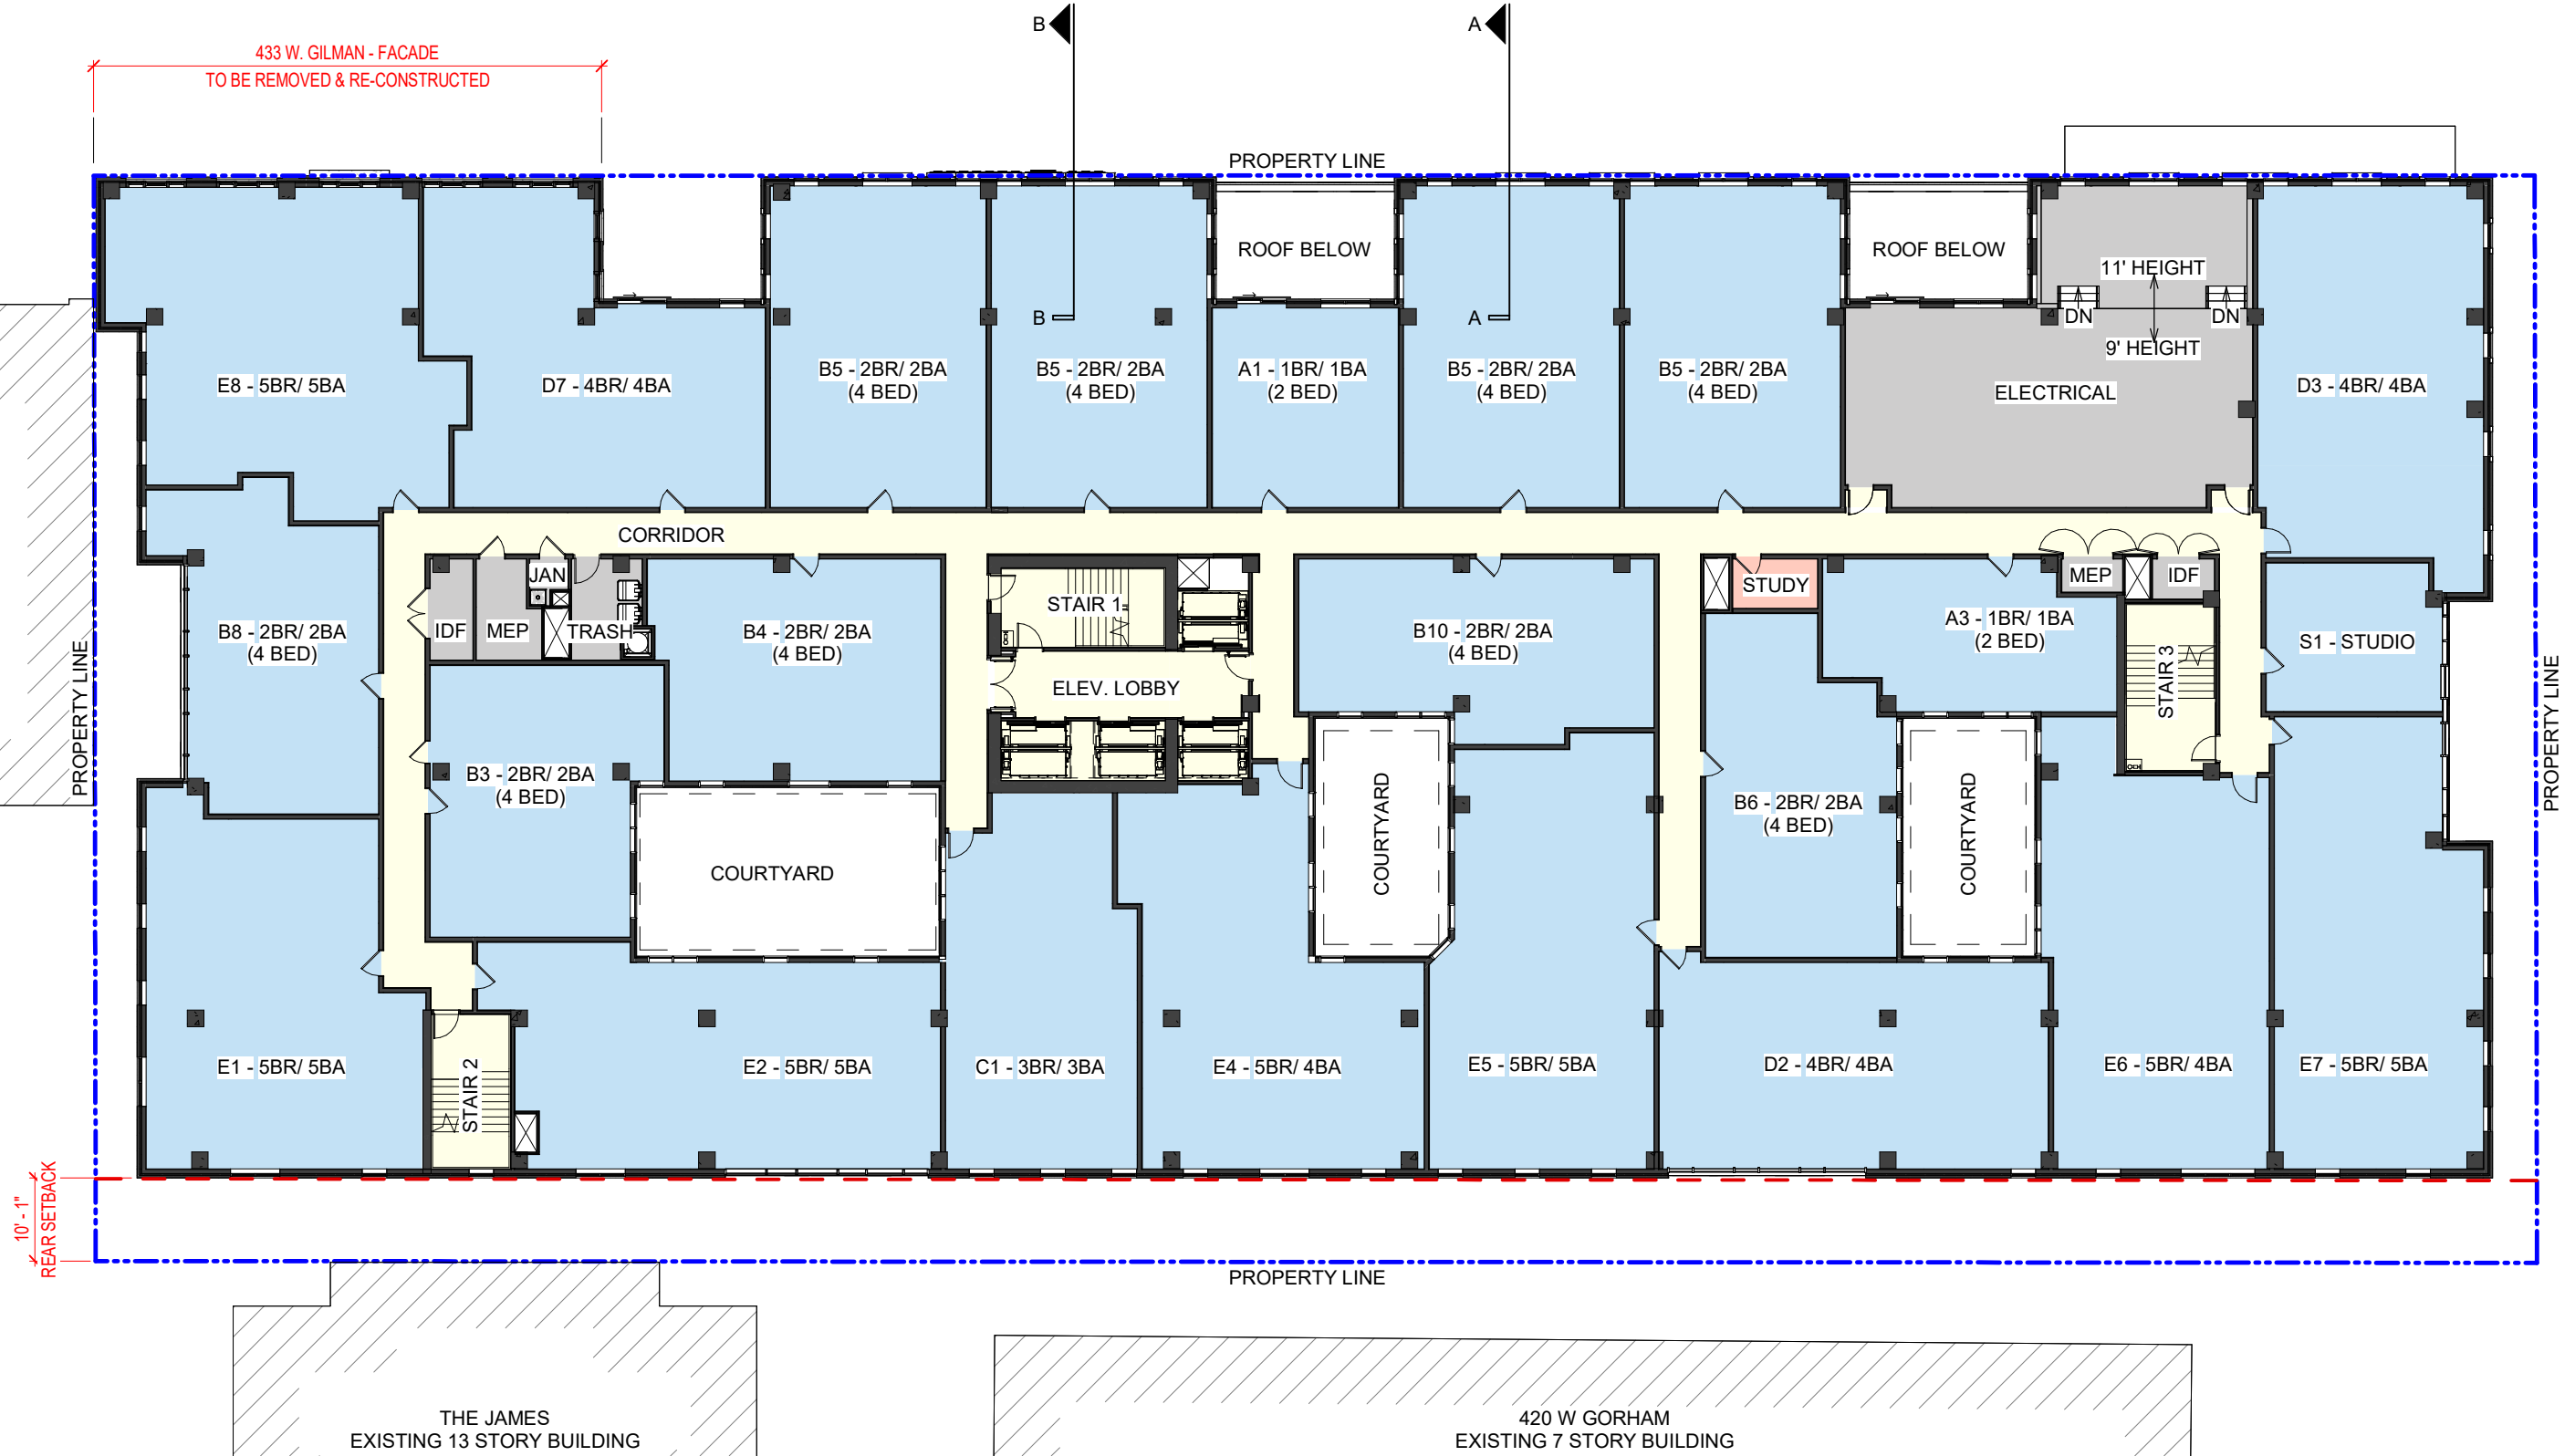 B
A
433 W. GILMAN - FACADE
TO BE REMOVED & RE-CONSTRUCTED
PROPERTY LINE
ROOF BELOW
ROOF BELOW
11' HEIGHT
DN
DN
9' HEIGHT
B
A
E8 - 5BR/ 5BA
D7 - 4BR/ 4BA
B5 - 2BR/ 2BA
(4 BED)
B5 - 2BR/ 2BA
(4 BED)
A1 - 1BR/ 1BA
(2 BED)
B5 - 2BR/ 2BA
(4 BED)
B5 - 2BR/ 2BA
(4 BED)
ELECTRICAL
D3 - 4BR/ 4BA
CORRIDOR
JAN
IDF
MEP
TRASH
STAIR 1
STUDY
MEP
IDF
B8 - 2BR/ 2BA
(4 BED)
B4 - 2BR/ 2BA
(4 BED)
B10 - 2BR/ 2BA
(4 BED)
A3 - 1BR/ 1BA
(2 BED)
S1 - STUDIO
STAIR 3
ELEV. LOBBY
PROPERTY LINE
PROPERTY LINE
B3 - 2BR/ 2BA
(4 BED)
B6 - 2BR/ 2BA
(4 BED)
COURTYARD
COURTYARD
COURTYARD
E1 - 5BR/ 5BA
STAIR 2
E2 - 5BR/ 5BA
C1 - 3BR/ 3BA
E4 - 5BR/ 4BA
E5 - 5BR/ 5BA
D2 - 4BR/ 4BA
E6 - 5BR/ 4BA
E7 - 5BR/ 5BA
10' - 1"
REAR SETBACK
PROPERTY LINE
THE JAMES
EXISTING 13 STORY BUILDING
420 W GORHAM
EXISTING 7 STORY BUILDING